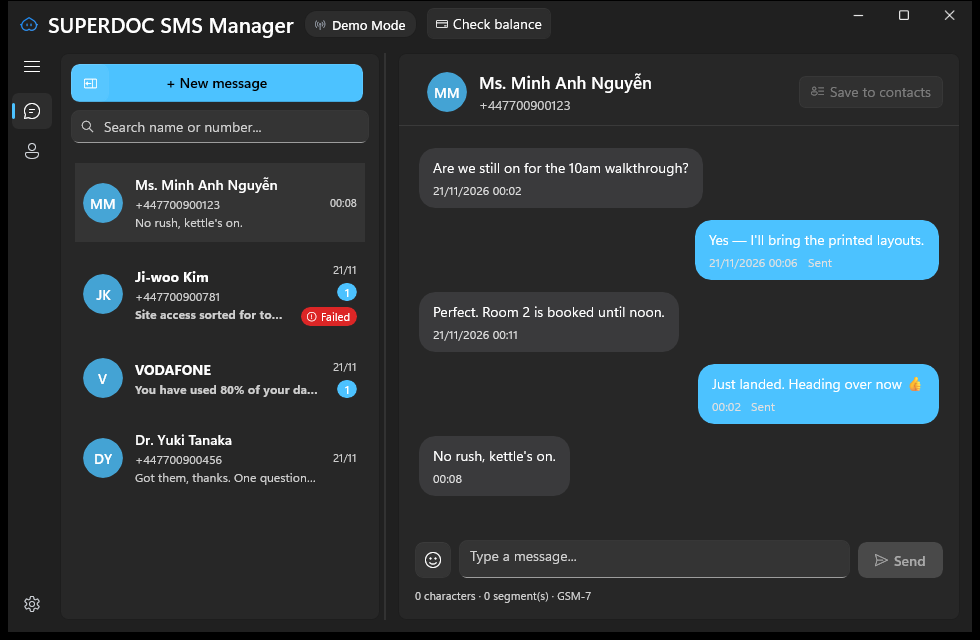 SUPERDOC SMS Manager
Demo Mode
Check balance
+ New message
Search name or number...
MM
Ms. Minh Anh Nguyễn
+447700900123
No rush, kettle's on.
00:08
JK
Ji-woo Kim
+447700900781
Site access sorted for to...
21/11
1
Failed
V
VODAFONE
You have used 80% of your da...
21/11
1
DY
Dr. Yuki Tanaka
+447700900456
Got them, thanks. One question...
21/11
MM
Ms. Minh Anh Nguyễn
+447700900123
Save to contacts
Are we still on for the 10am walkthrough?
21/11/2026 00:02
Yes — I'll bring the printed layouts.
21/11/2026 00:06 Sent
Perfect. Room 2 is booked until noon.
21/11/2026 00:11
Just landed. Heading over now 👍
00:02 Sent
No rush, kettle's on.
00:08
Type a message...
Send
0 characters · 0 segment(s) · GSM-7